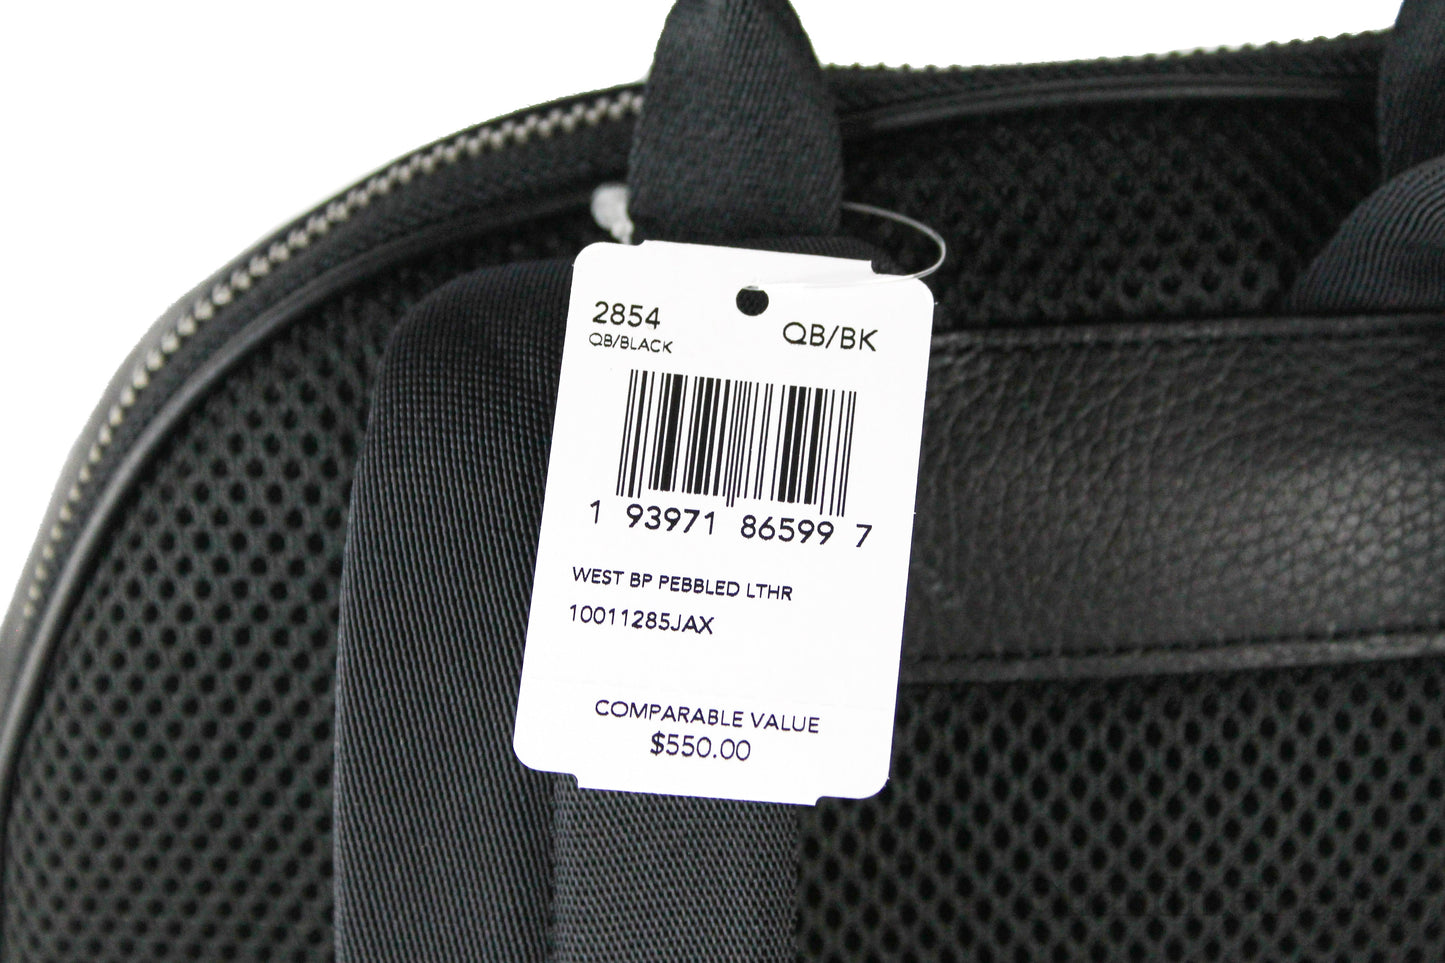 2854
QB/BLACK
QB/BK
1 93971 86599 7
WEST BP PEBBLED LTHR
10011285JAX
COMPARABLE VALUE
$550.00